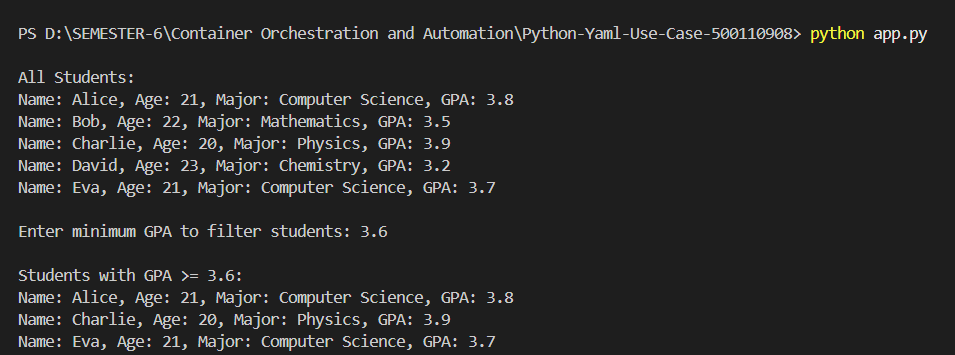 PS D:\SEMESTER-6\Container Orchestration and Automation\Python-Yaml-Use-Case-500110908> python app.py
All Students:
Name: Alice, Age: 21, Major: Computer Science, GPA: 3.8
Name: Bob, Age: 22, Major: Mathematics, GPA: 3.5
Name: Charlie, Age: 20, Major: Physics, GPA: 3.9
Name: David, Age: 23, Major: Chemistry, GPA: 3.2
Name: Eva, Age: 21, Major: Computer Science, GPA: 3.7
Enter minimum GPA to filter students: 3.6
Students with GPA >= 3.6:
Name: Alice, Age: 21, Major: Computer Science, GPA: 3.8
Name: Charlie, Age: 20, Major: Physics, GPA: 3.9
Name: Eva, Age: 21, Major: Computer Science, GPA: 3.7